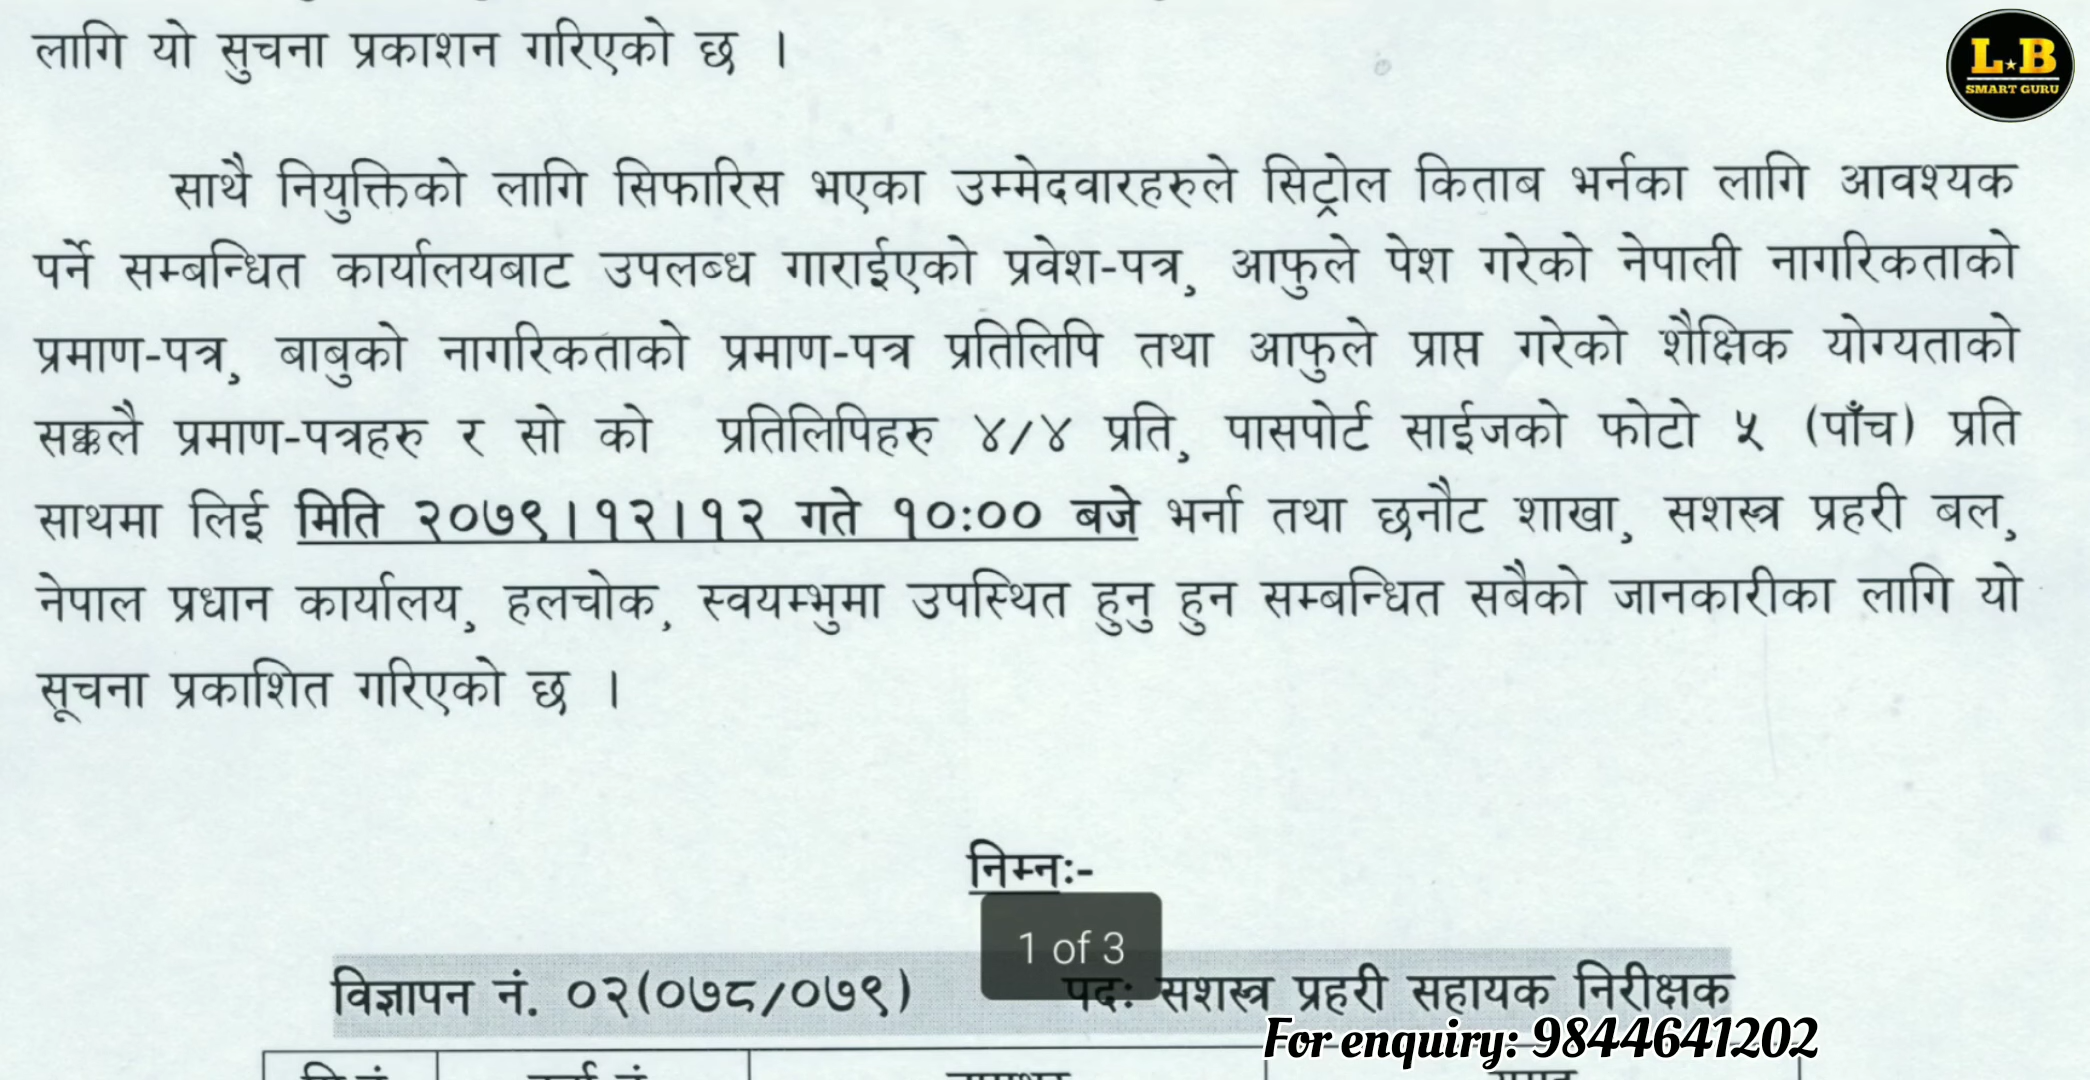 लागि यो सुचना प्रकाशन गरिएको छ ।
L★B
SMART GURU
साथै नियुक्तिको लागि सिफारिस भएका उम्मेदवारहरुले सिट्रोल किताब भर्नका लागि आवश्यक
पर्ने सम्बन्धित कार्यालयबाट उपलब्ध गाराईएको प्रवेश-पत्र, आफुले पेश गरेको नेपाली नागरिकताको
प्रमाण-पत्र, बाबुको नागरिकताको प्रमाण-पत्र प्रतिलिपि तथा आफुले प्राप्त गरेको शैक्षिक योग्यताको
सक्कलै प्रमाण-पत्रहरु र सो को प्रतिलिपिहरु ४/४ प्रति, पासपोर्ट साईजको फोटो ५ (पाँच) प्रति
साथमा लिई मिति २०७९।१२।१२ गते १०:०० बजे भर्ना तथा छनौट शाखा, सशस्त्र प्रहरी बल,
नेपाल प्रधान कार्यालय, हलचोक, स्वयम्भुमा उपस्थित हुनु हुन सम्बन्धित सबैको जानकारीका लागि यो
सूचना प्रकाशित गरिएको छ ।
निम्नः-
1 of 3
विज्ञापन नं. ०२(०७८/०७९) पदः सशस्त्र प्रहरी सहायक निरीक्षक
For enquiry: 9844641202